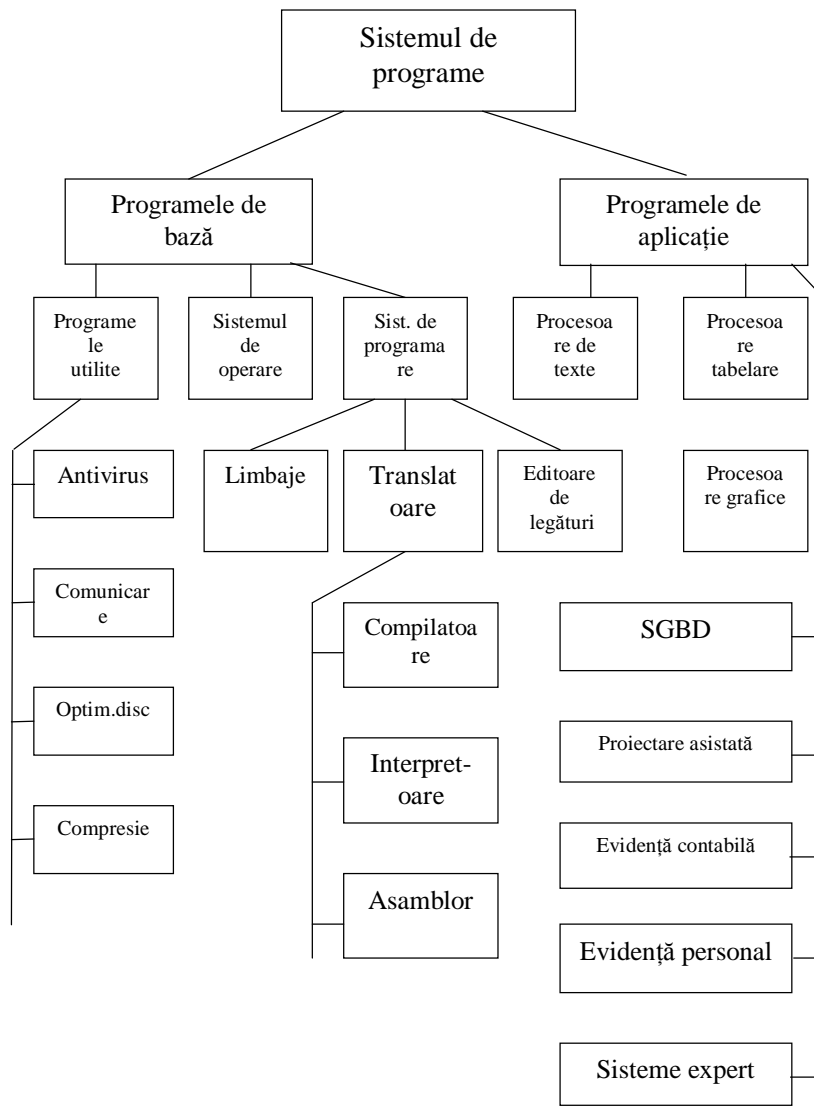 Sistemul de
programe
Programele de
bază
Programele de
aplicație
Programe
le
utilite
Sistemul
de
operare
Sist. de
programa
re
Procesoa
re de
texte
Procesoa
re
tabelare
Antivirus
Limbaje
Translat
oare
Editoare
de
legături
Procesoa
re grafice
Comunicar
e
Compilatoa
re
SGBD
Optim.disc
Interpret-
oare
Proiectare asistată
Compresie
Evidență contabilă
Asamblor
Evidență personal
Sisteme expert